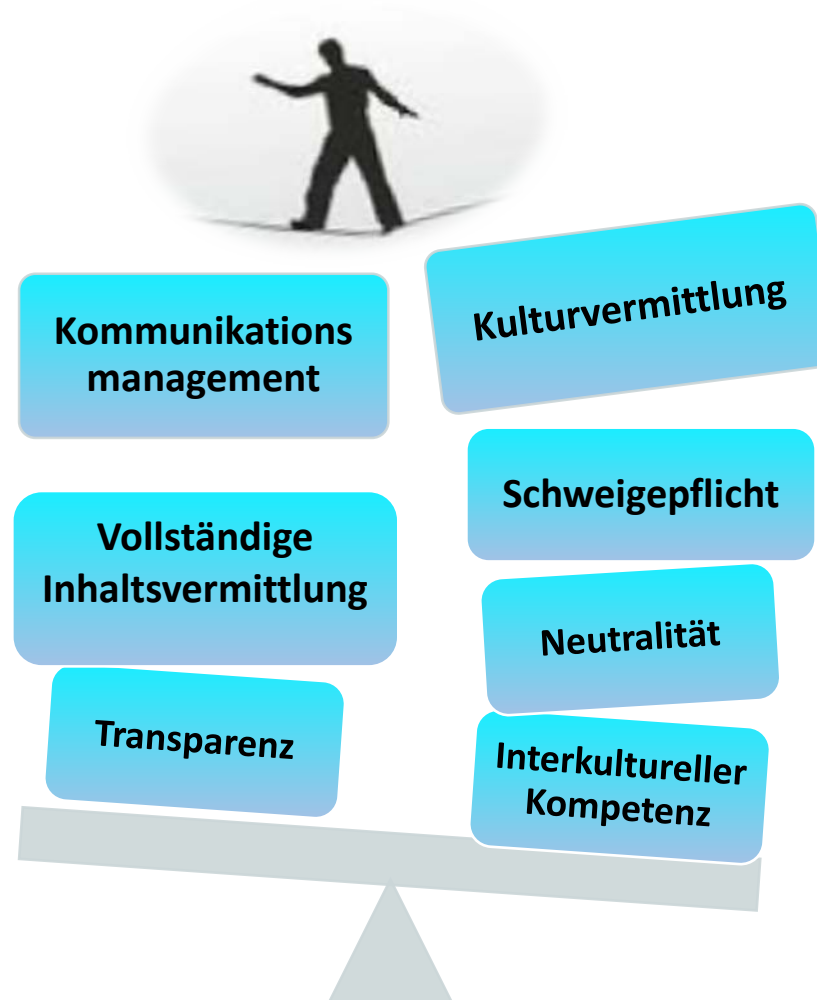 Kommunikations
management
Kulturvermittlung
Vollständige
Inhaltsvermittlung
Schweigepflicht
Neutralität
Transparenz
Interkultureller
Kompetenz